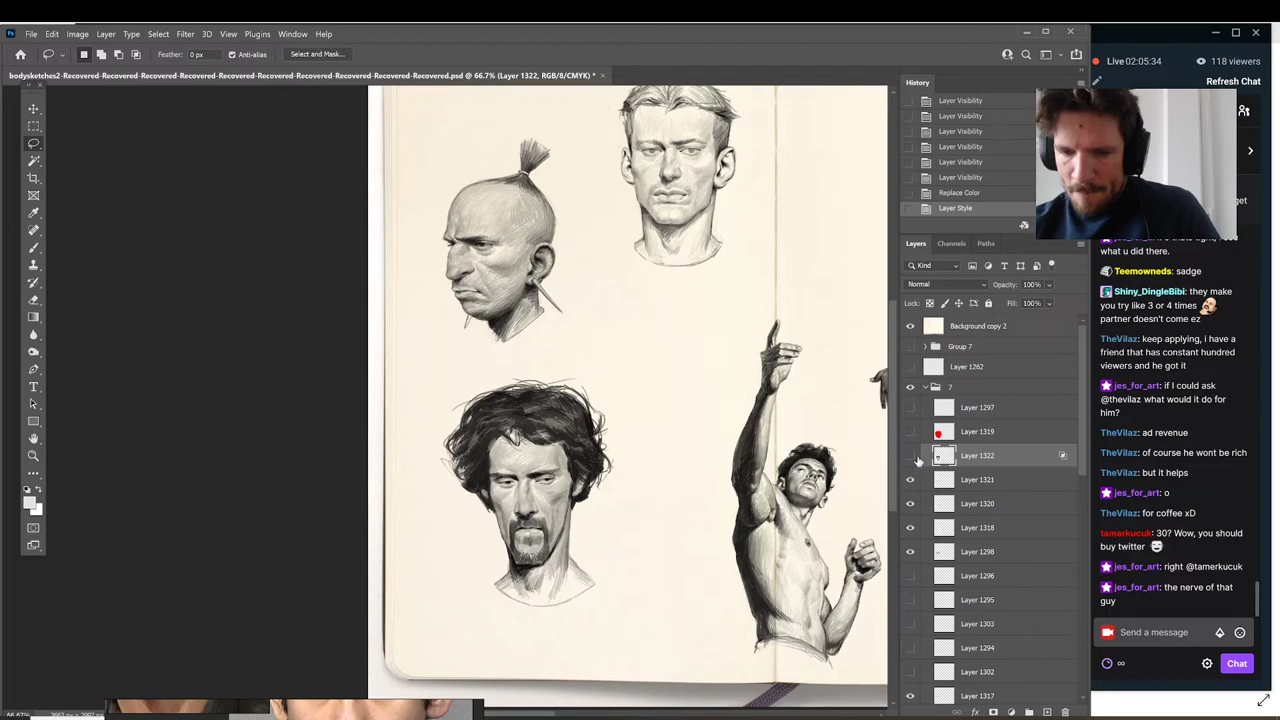 File Edit Image Layer Type Select Filter 3D View Plugins Window Help
Feather: 0 px Anti-alias Select and Mask...
bodysketches2-Recovered-Recovered-Recovered-Recovered-Recovered-Recovered-Recovered-Recovered-Recovered-Recovered.psd @ 66.7% (Layer 1322, RGB/8/CMYK) *
History
Layer Visibility
Layer Visibility
Layer Visibility
Layer Visibility
Layer Visibility
Layer Visibility
Replace Color
Layer Style
Layers Channels Paths
Kind
Normal Opacity: 100%
Lock: Fill: 100%
Background copy 2
Group 7
Layer 1262
7
Layer 1297
Layer 1319
Layer 1322
Layer 1321
Layer 1320
Layer 1318
Layer 1298
Layer 1296
Layer 1295
Layer 1303
Layer 1294
Layer 1302
Layer 1317
66.67%
Live 02:05:34 118 viewers
Refresh Chat
what u did there.
Teemowneds: sadge
Shiny_DingleBibi: they make
you try like 3 or 4 times
partner doesn't come ez
TheVilaz: keep applying, i have a
friend that has constant hundred
viewers and he got it
jes_for_art: if I could ask
@thevilaz what would it do for
him?
TheVilaz: ad revenue
TheVilaz: of course he wont be rich
TheVilaz: but it helps
jes_for_art: o
TheVilaz: for coffee xD
tamerkucuk: 30? Wow, you should
buy twitter
jes_for_art: right @tamerkucuk
jes_for_art: the nerve of that
guy
Send a message
Chat